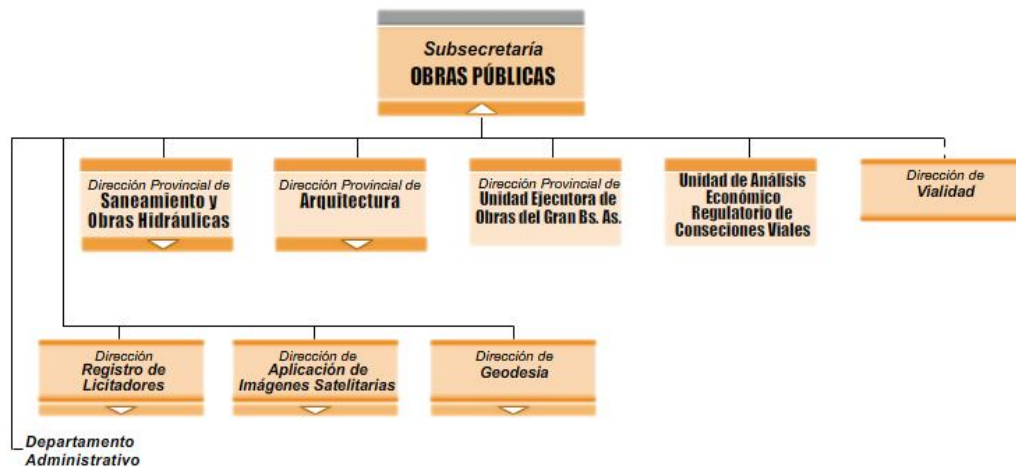 Subsecretaría
OBRAS PÚBLICAS
Dirección Provincial de
Saneamiento y
Obras Hidráulicas
Dirección Provincial de
Arquitectura
Dirección Provincial de
Unidad Ejecutora de
Obras del Gran Bs. As.
Unidad de Análisis
Económico
Regulatorio de
Conseciones Viales
Dirección de
Vialidad
Dirección
Registro de
Licitadores
Dirección de
Aplicación de
Imágenes Satelitarias
Dirección de
Geodesia
Departamento
Administrativo